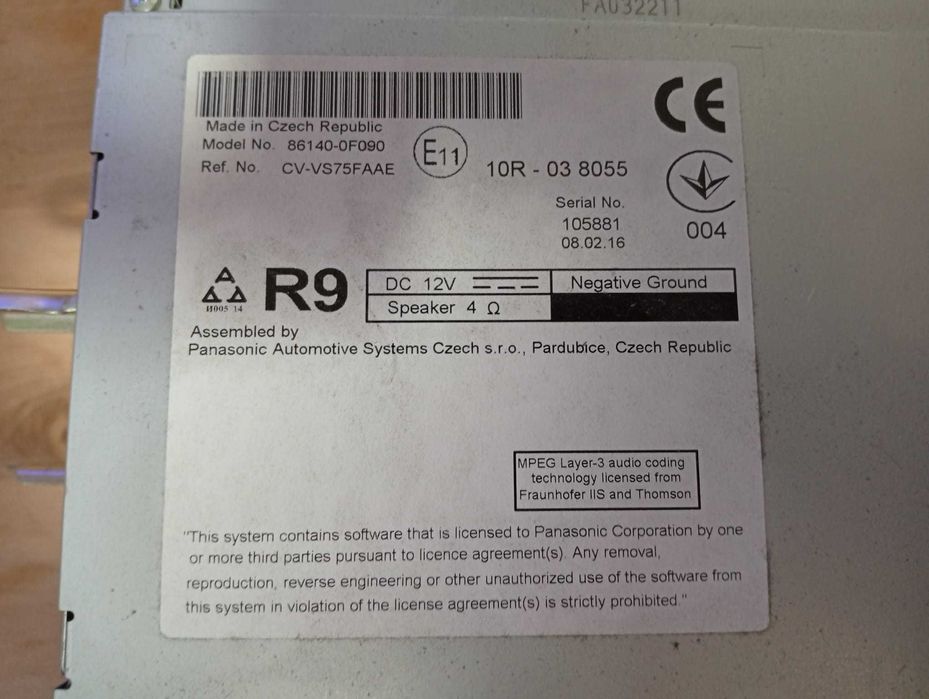 FA032211
Made in Czech Republic
Model No. 86140-0F090
Ref. No. CV-VS75FAAE
E11
10R - 03 8055
CE
Serial No.
105881
08.02.16
004
A
И005 14
R9
DC 12V
Negative Ground
Speaker 4 Ω
Assembled by
Panasonic Automotive Systems Czech s.r.o., Pardubice, Czech Republic
MPEG Layer-3 audio coding
technology licensed from
Fraunhofer IIS and Thomson
"This system contains software that is licensed to Panasonic Corporation by one
or more third parties pursuant to licence agreement(s). Any removal,
reproduction, reverse engineering or other unauthorized use of the software from
this system in violation of the license agreement(s) is strictly prohibited."